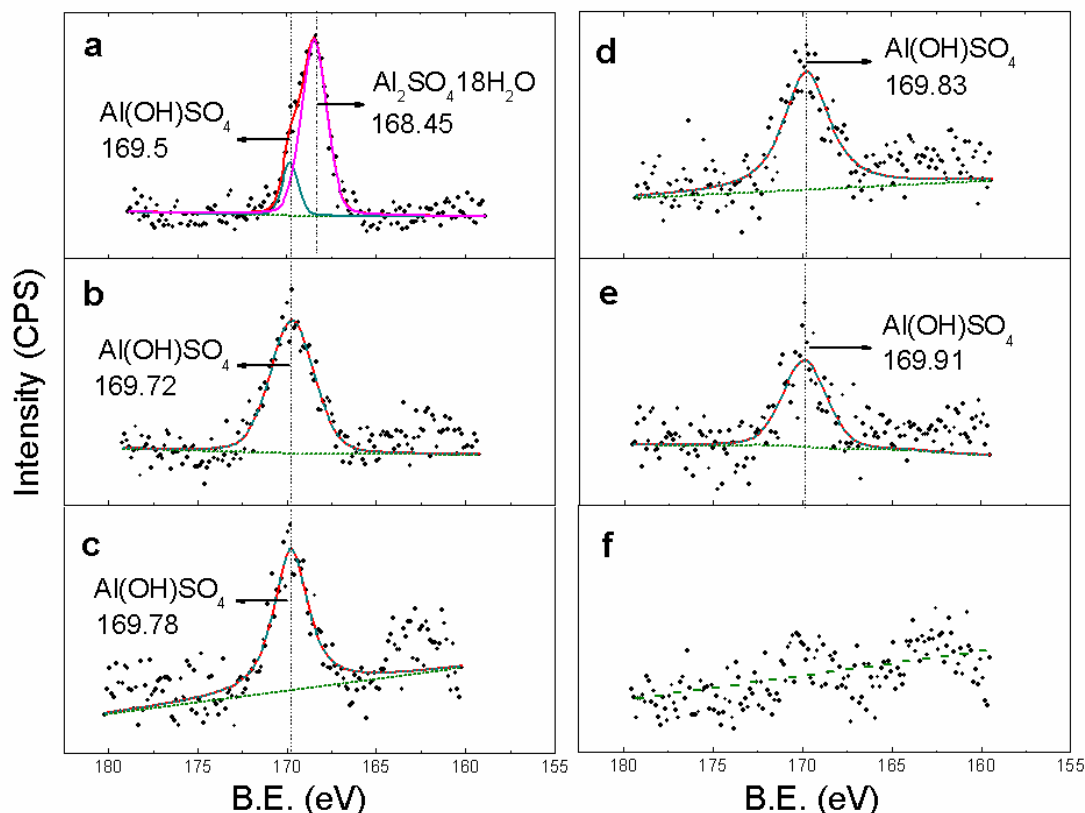 Intensity (CPS)
a
Al(OH)SO₄
169.5
Al₂SO₄18H₂O
168.45
b
Al(OH)SO₄
169.72
c
Al(OH)SO₄
169.78
180 175 170 165 160 155
B.E. (eV)
d
Al(OH)SO₄
169.83
e
Al(OH)SO₄
169.91
f
180 175 170 165 160 155
B.E. (eV)